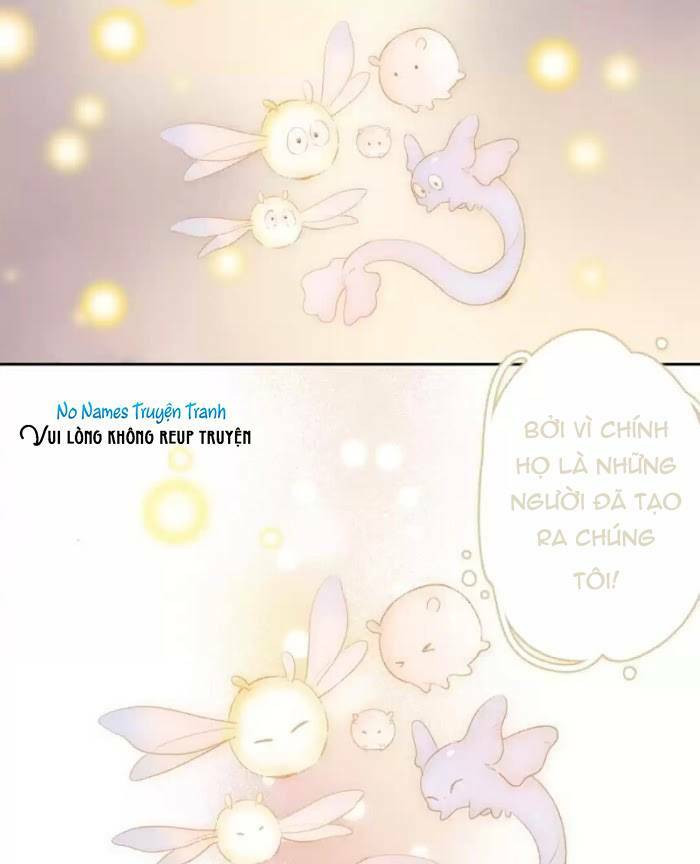 No Names Truyện Tranh
Vui lòng không reup truyện
BỞI VÌ CHÍNH
HỌ LÀ NHỮNG
NGƯỜI ĐÃ TẠO
RA CHÚNG
TÔI!